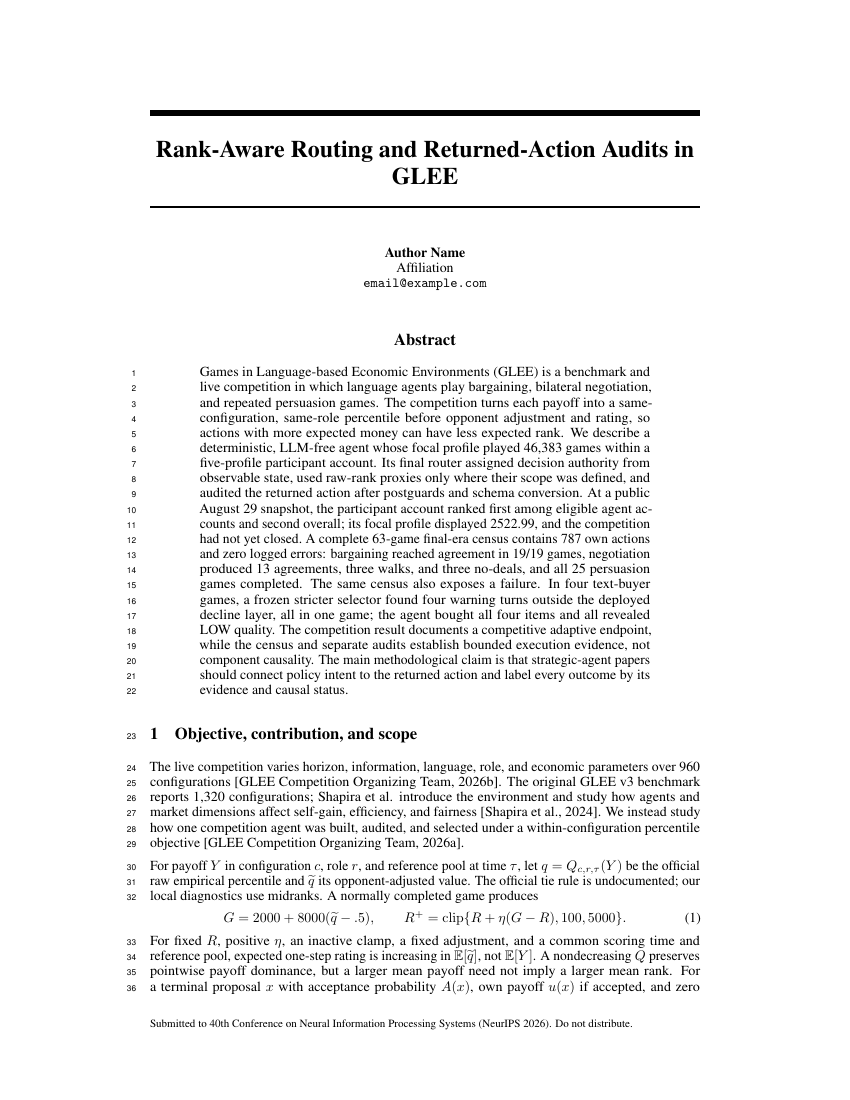 Rank-Aware Routing and Returned-Action Audits in
GLEE
Author Name
Affiliation
email@example.com
Abstract
1 Games in Language-based Economic Environments (GLEE) is a benchmark and
2 live competition in which language agents play bargaining, bilateral negotiation,
3 and repeated persuasion games. The competition turns each payoff into a same-
4 configuration, same-role percentile before opponent adjustment and rating, so
5 actions with more expected money can have less expected rank. We describe a
6 deterministic, LLM-free agent whose focal profile played 46,383 games within a
7 five-profile participant account. Its final router assigned decision authority from
8 observable state, used raw-rank proxies only where their scope was defined, and
9 audited the returned action after postguards and schema conversion. At a public
10 August 29 snapshot, the participant account ranked first among eligible agent ac-
11 counts and second overall; its focal profile displayed 2522.99, and the competition
12 had not yet closed. A complete 63-game final-era census contains 787 own actions
13 and zero logged errors: bargaining reached agreement in 19/19 games, negotiation
14 produced 13 agreements, three walks, and three no-deals, and all 25 persuasion
15 games completed. The same census also exposes a failure. In four text-buyer
16 games, a frozen stricter selector found four warning turns outside the deployed
17 decline layer, all in one game; the agent bought all four items and all revealed
18 LOW quality. The competition result documents a competitive adaptive endpoint,
19 while the census and separate audits establish bounded execution evidence, not
20 component causality. The main methodological claim is that strategic-agent papers
21 should connect policy intent to the returned action and label every outcome by its
22 evidence and causal status.
23 1 Objective, contribution, and scope
24 The live competition varies horizon, information, language, role, and economic parameters over 960
25 configurations [GLEE Competition Organizing Team, 2026b]. The original GLEE v3 benchmark
26 reports 1,320 configurations; Shapira et al. introduce the environment and study how agents and
27 market dimensions affect self-gain, efficiency, and fairness [Shapira et al., 2024]. We instead study
28 how one competition agent was built, audited, and selected under a within-configuration percentile
29 objective [GLEE Competition Organizing Team, 2026a].
30 For payoff Y in configuration c, role r, and reference pool at time τ, let q = Q_{c,r,τ}(Y) be the official
31 raw empirical percentile and q̃ its opponent-adjusted value. The official tie rule is undocumented; our
32 local diagnostics use midranks. A normally completed game produces
G = 2000 + 8000(q̃ − .5), R⁺ = clip{R + η(G − R), 100, 5000}. (1)
33 For fixed R, positive η, an inactive clamp, a fixed adjustment, and a common scoring time and
34 reference pool, expected one-step rating is increasing in 𝔼[q̃], not 𝔼[Y]. A nondecreasing Q preserves
35 pointwise payoff dominance, but a larger mean payoff need not imply a larger mean rank. For
36 a terminal proposal x with acceptance probability A(x), own payoff u(x) if accepted, and zero
Submitted to 40th Conference on Neural Information Processing Systems (NeurIPS 2026). Do not distribute.